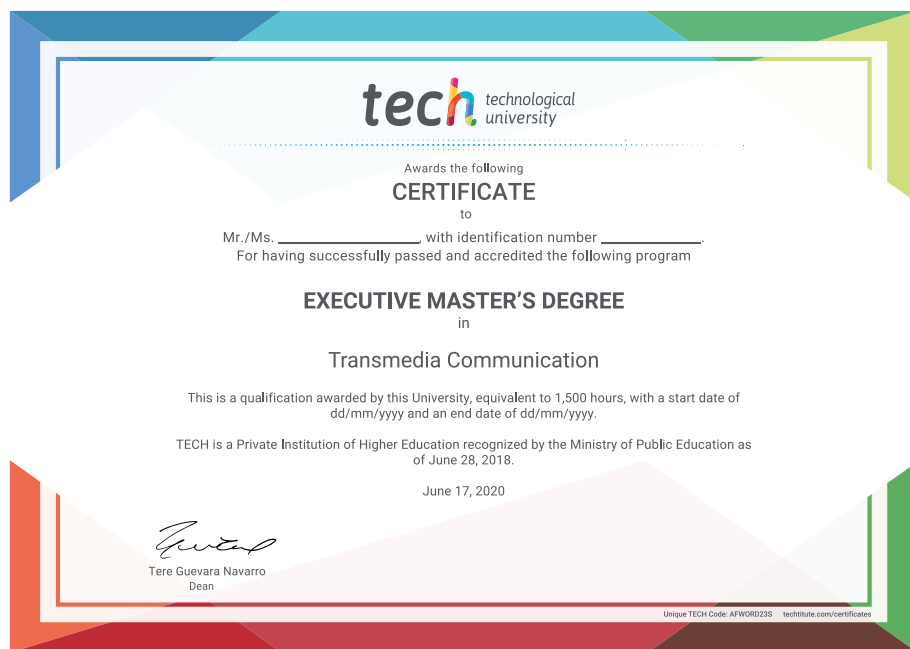 tech technological
university
Awards the following
CERTIFICATE
to
Mr./Ms. ____________________, with identification number ______________.
For having successfully passed and accredited the following program
EXECUTIVE MASTER’S DEGREE
in
Transmedia Communication
This is a qualification awarded by this University, equivalent to 1,500 hours, with a start date of
dd/mm/yyyy and an end date of dd/mm/yyyy.
TECH is a Private Institution of Higher Education recognized by the Ministry of Public Education as
of June 28, 2018.
June 17, 2020
Tere Guevara Navarro
Dean
Unique TECH Code: AFWORD23S techtitute.com/certificates